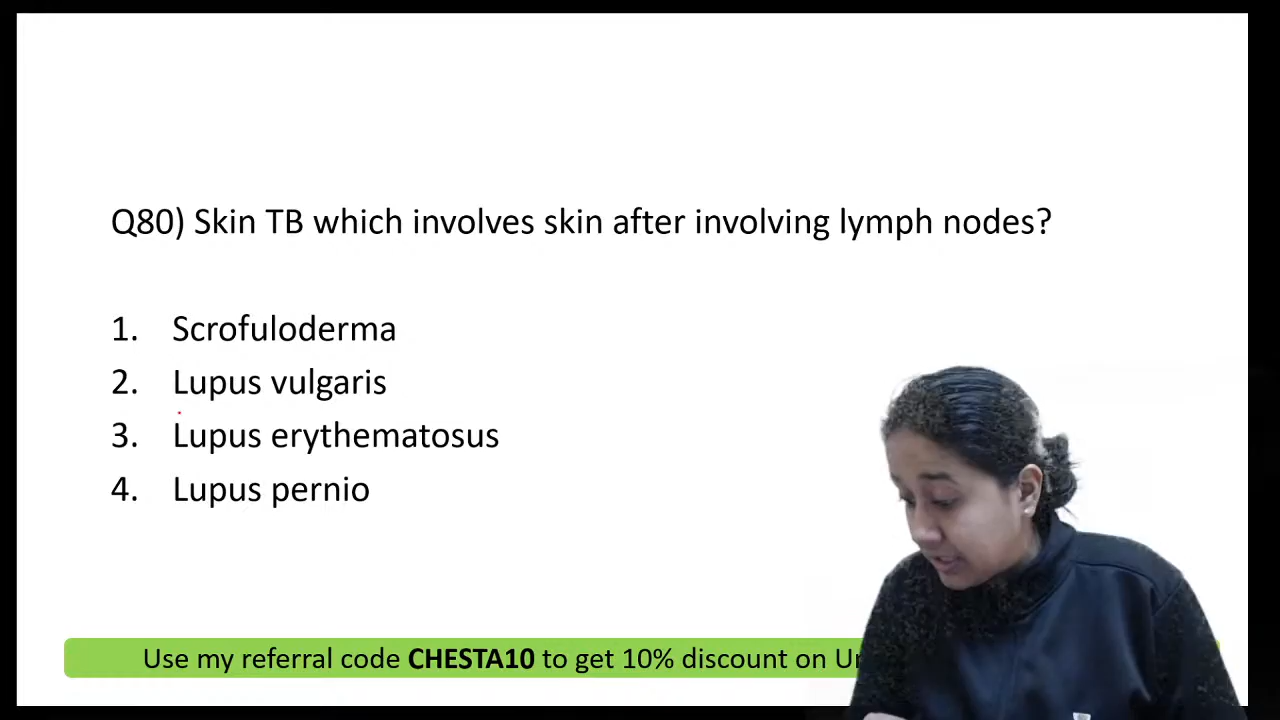 Q80) Skin TB which involves skin after involving lymph nodes?
1. Scrofuloderma
2. Lupus vulgaris
3. Lupus erythematosus
4. Lupus pernio
Use my referral code CHESTA10 to get 10% discount on